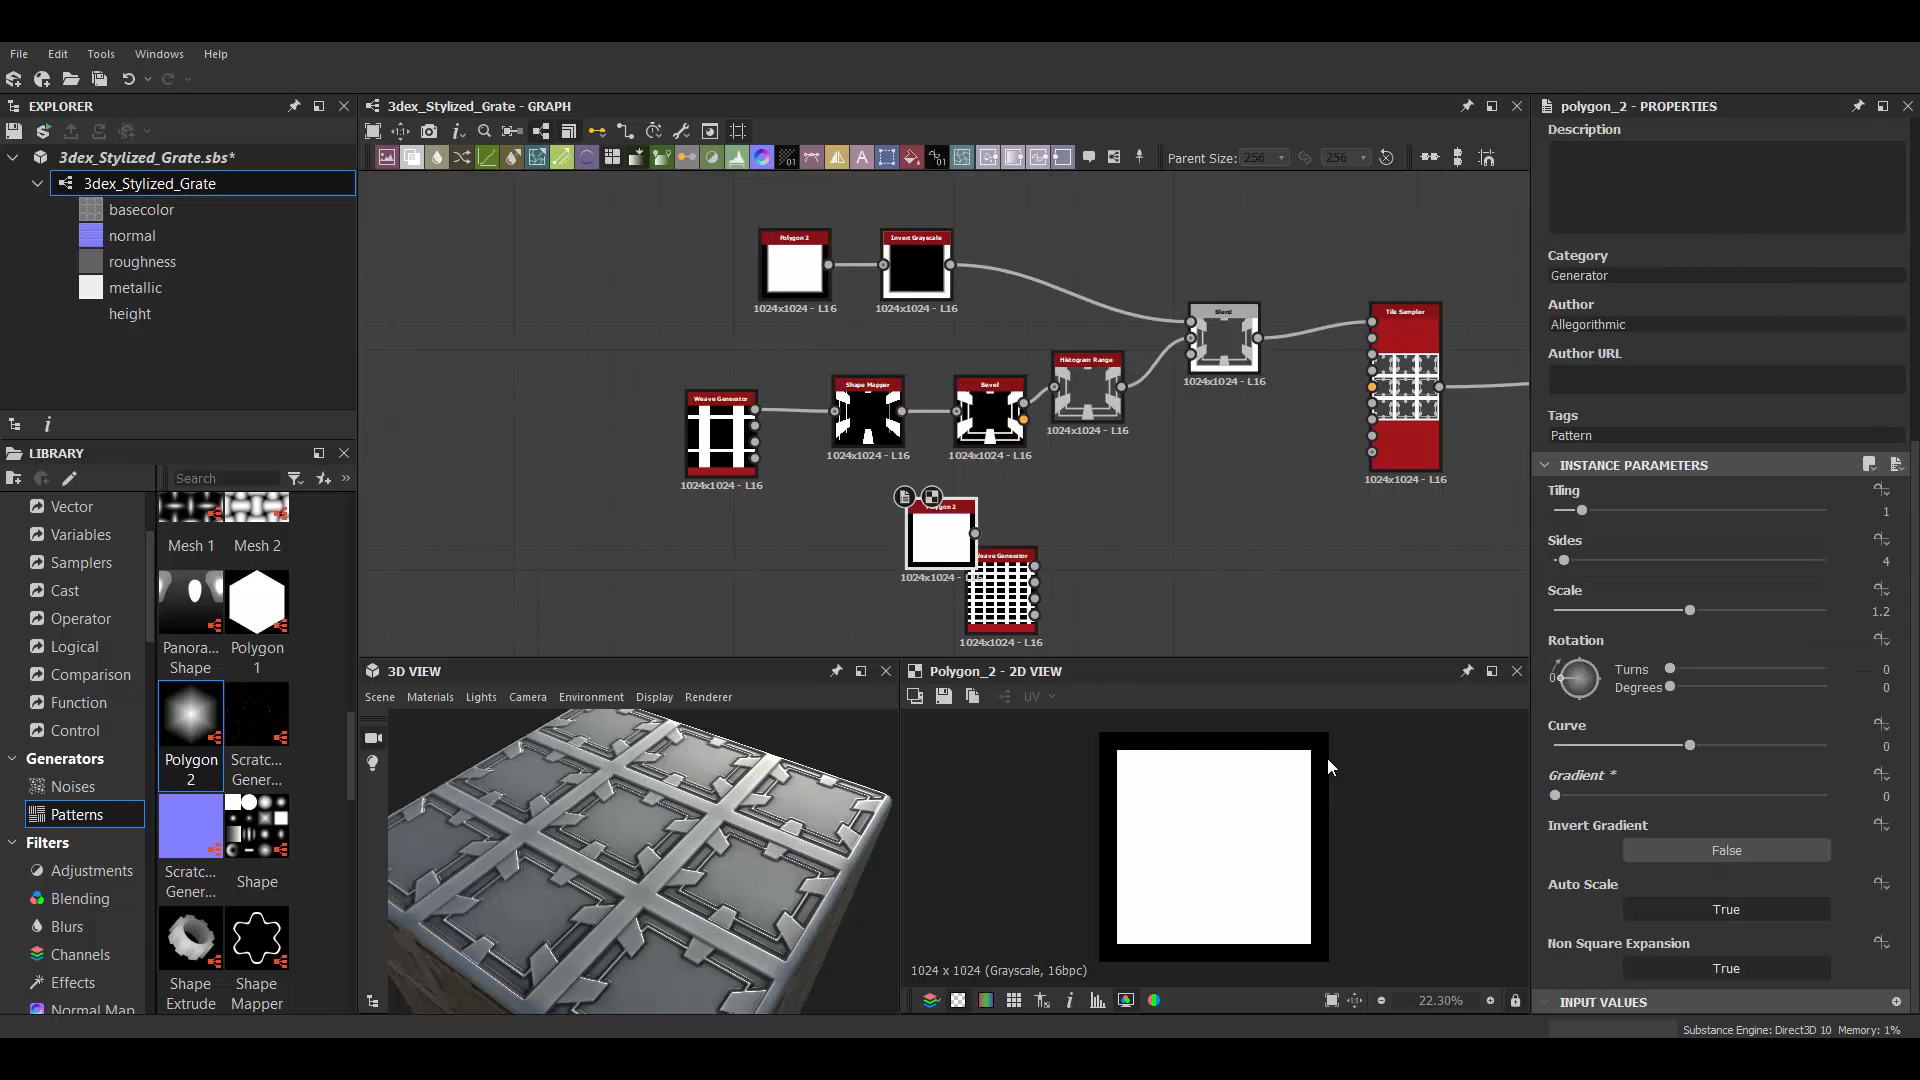 File Edit Tools Windows Help
EXPLORER
3dex_Stylized_Grate.sbs*
3dex_Stylized_Grate
basecolor
normal
roughness
metallic
height
LIBRARY
Search
Vector
Variables
Samplers
Cast
Operator
Logical
Comparison
Function
Control
Generators
Noises
Patterns
Filters
Adjustments
Blending
Blurs
Channels
Effects
Normal Map
Mesh 1
Mesh 2
Panora...
Shape
Polygon
1
Polygon
2
Scratc...
Gener...
Scratc...
Gener...
Shape
Shape
Extrude
Shape
Mapper
3dex_Stylized_Grate - GRAPH
Parent Size: 256 256
Polygon 2
1024x1024 - L16
Invert Grayscale
1024x1024 - L16
Blend
1024x1024 - L16
Tile Sampler
1024x1024 - L16
Histogram Range
1024x1024 - L16
Shape Mapper
1024x1024 - L16
Bevel
1024x1024 - L16
Weave Generator
1024x1024 - L16
1024x1024 -
Weave Generator
1024x1024 - L16
3D VIEW
Scene Materials Lights Camera Environment Display Renderer
Polygon_2 - 2D VIEW
UV
1024 x 1024 (Grayscale, 16bpc)
22.30%
polygon_2 - PROPERTIES
Description
Category
Generator
Author
Allegorithmic
Author URL
Tags
Pattern
INSTANCE PARAMETERS
Tiling
1
Sides
4
Scale
1.2
Rotation
0
Turns 0
Degrees 0
Curve
0
Gradient *
0
Invert Gradient
False
Auto Scale
True
Non Square Expansion
True
INPUT VALUES
Substance Engine: Direct3D 10 Memory: 1%